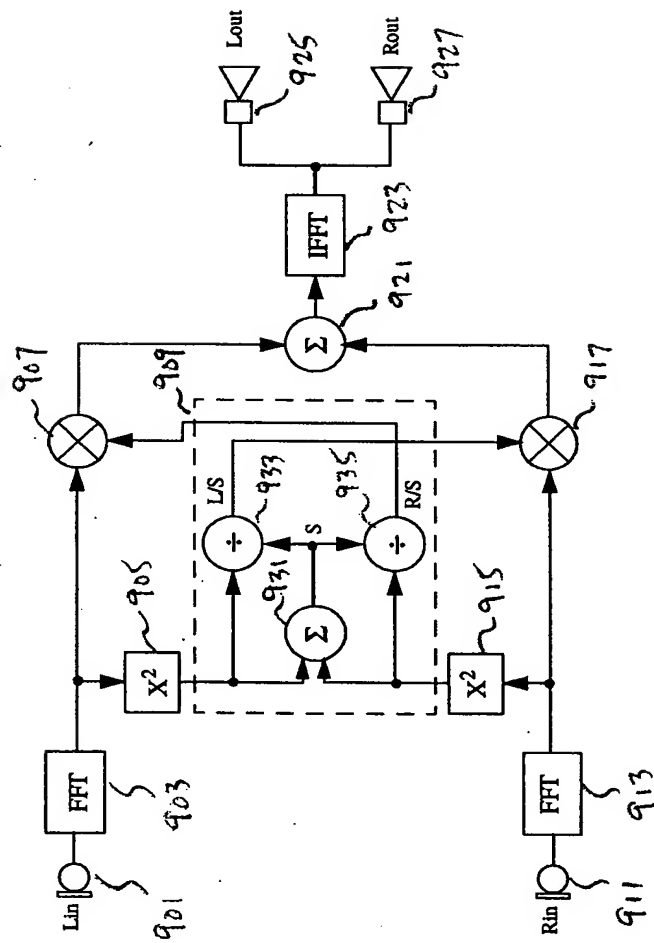 Lin
901
FFT
903
X²
905
907
909
L/S
933
931
Σ
÷
S
÷
935
R/S
Σ
921
IFFT
923
Lout
925
Rout
927
917
X²
915
FFT
913
Rin
911